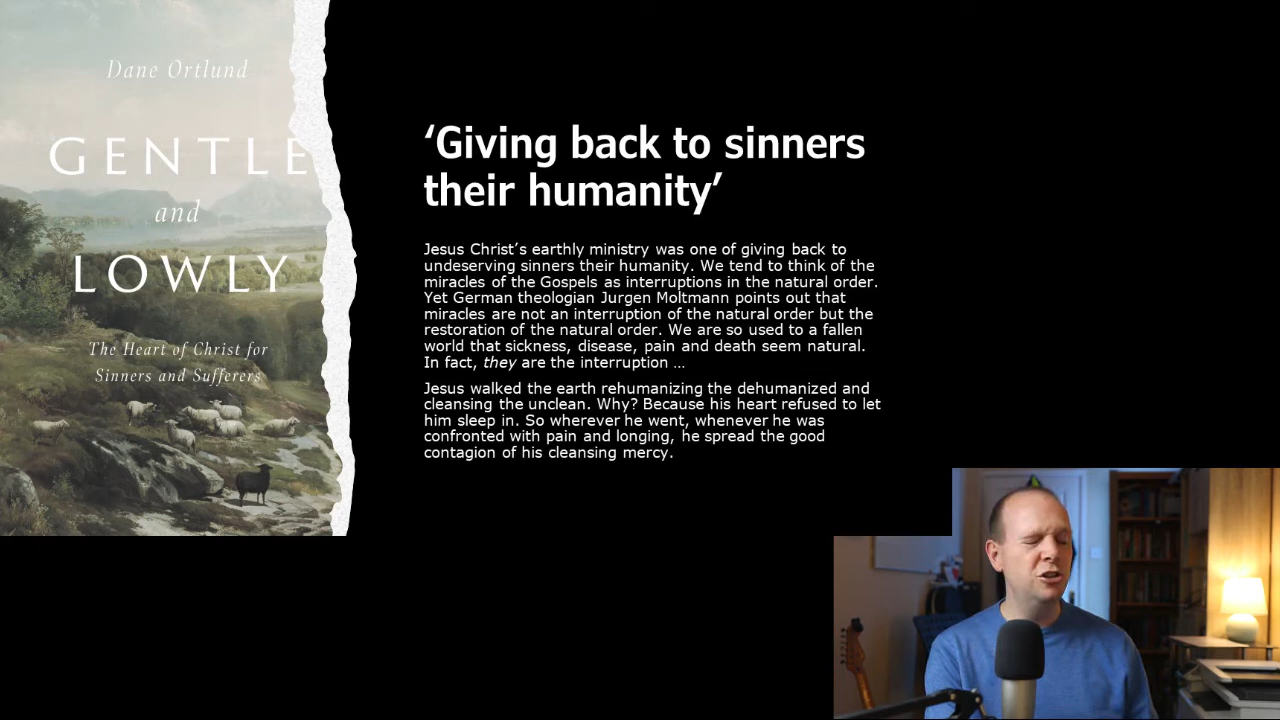 Dane Ortlund
GENTLE
and
LOWLY
The Heart of Christ for
Sinners and Sufferers
‘Giving back to sinners
their humanity’
Jesus Christ’s earthly ministry was one of giving back to
undeserving sinners their humanity. We tend to think of the
miracles of the Gospels as interruptions in the natural order.
Yet German theologian Jurgen Moltmann points out that
miracles are not an interruption of the natural order but the
restoration of the natural order. We are so used to a fallen
world that sickness, disease, pain and death seem natural.
In fact, they are the interruption ...
Jesus walked the earth rehumanizing the dehumanized and
cleansing the unclean. Why? Because his heart refused to let
him sleep in. So wherever he went, whenever he was
confronted with pain and longing, he spread the good
contagion of his cleansing mercy.